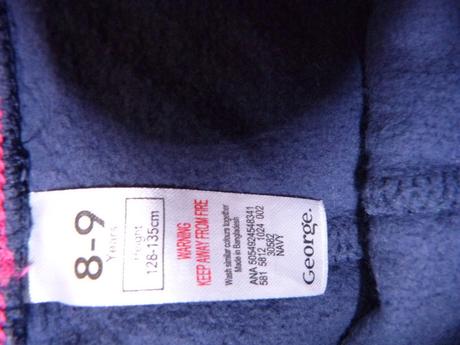 8-9
Years
Height
128-135cm
WARNING
KEEP AWAY FROM FIRE
Wash similar colours together
Made in Bangladesh
ANA 5054924548341
581 5812 1024 002
30582
NAVY
George.